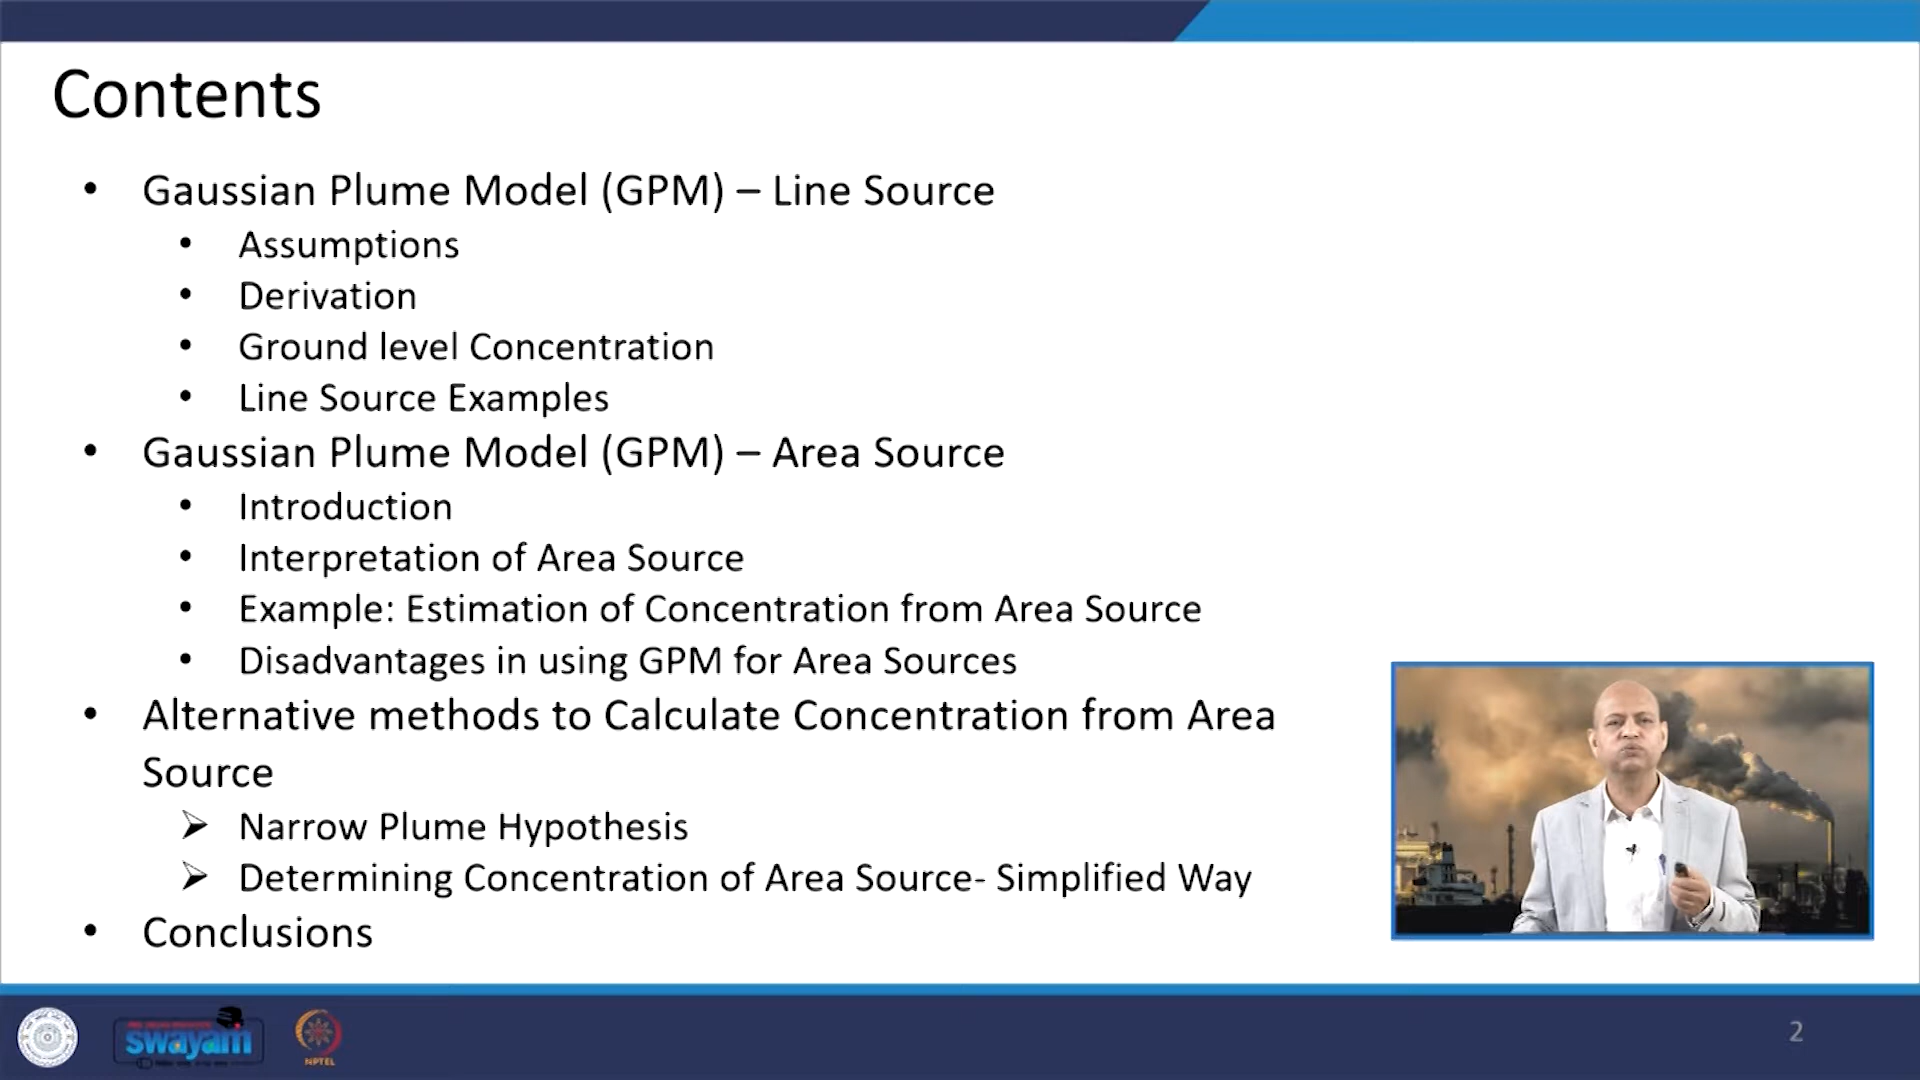 Contents
• Gaussian Plume Model (GPM) – Line Source
• Assumptions
• Derivation
• Ground level Concentration
• Line Source Examples
• Gaussian Plume Model (GPM) – Area Source
• Introduction
• Interpretation of Area Source
• Example: Estimation of Concentration from Area Source
• Disadvantages in using GPM for Area Sources
• Alternative methods to Calculate Concentration from Area
Source
➢ Narrow Plume Hypothesis
➢ Determining Concentration of Area Source- Simplified Way
• Conclusions
swayam
NPTEL
2